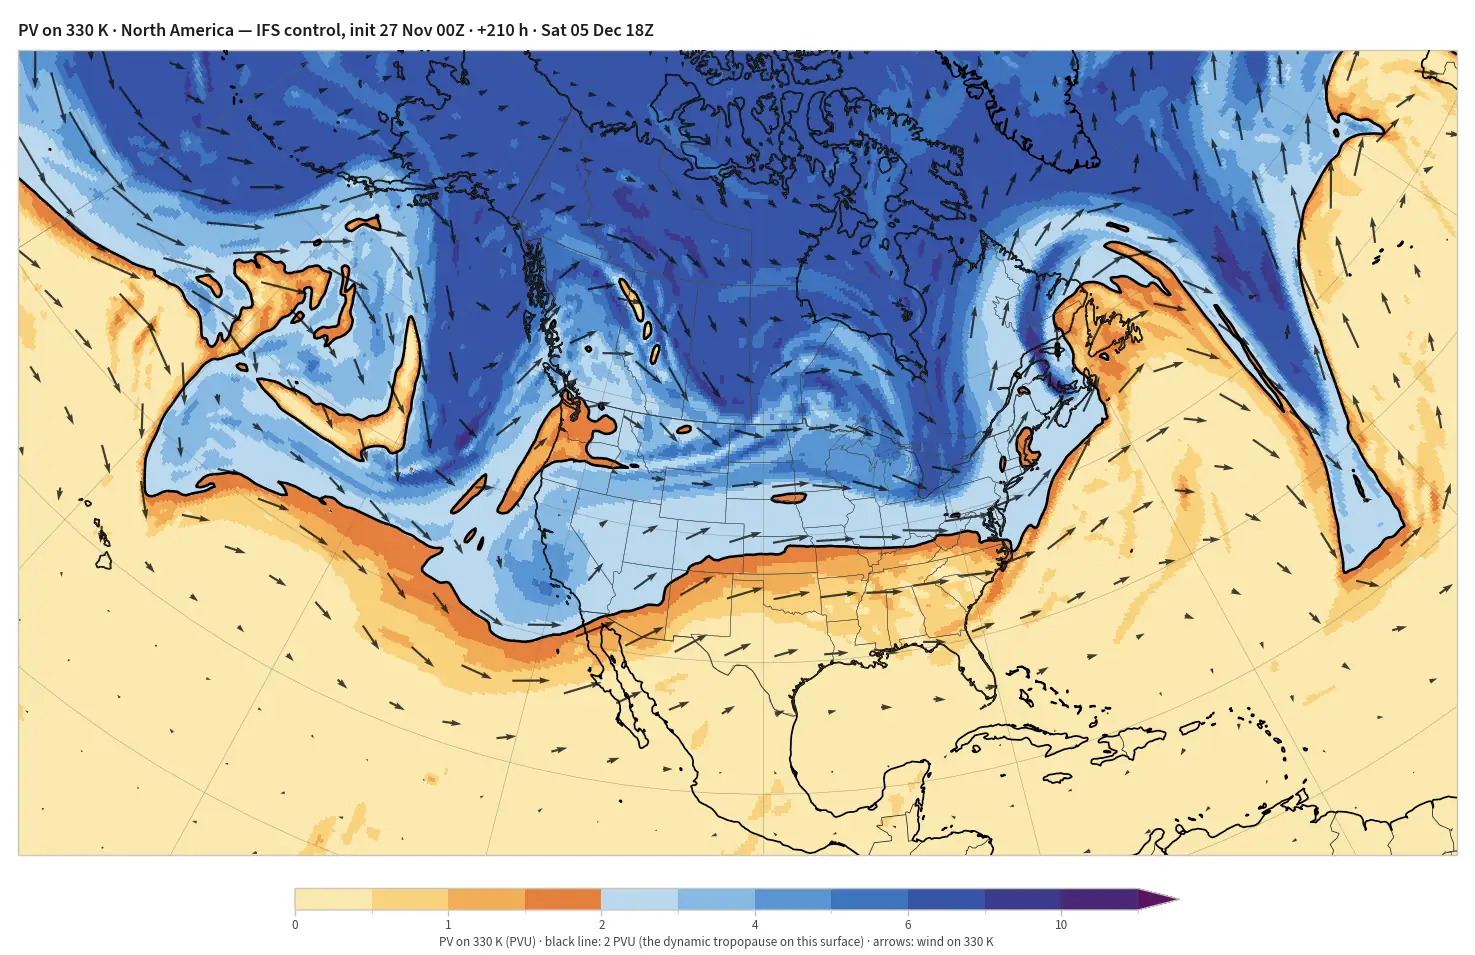 PV on 330 K · North America — IFS control, init 27 Nov 00Z · +210 h · Sat 05 Dec 18Z
0 1 2 4 6 10
PV on 330 K (PVU) · black line: 2 PVU (the dynamic tropopause on this surface) · arrows: wind on 330 K